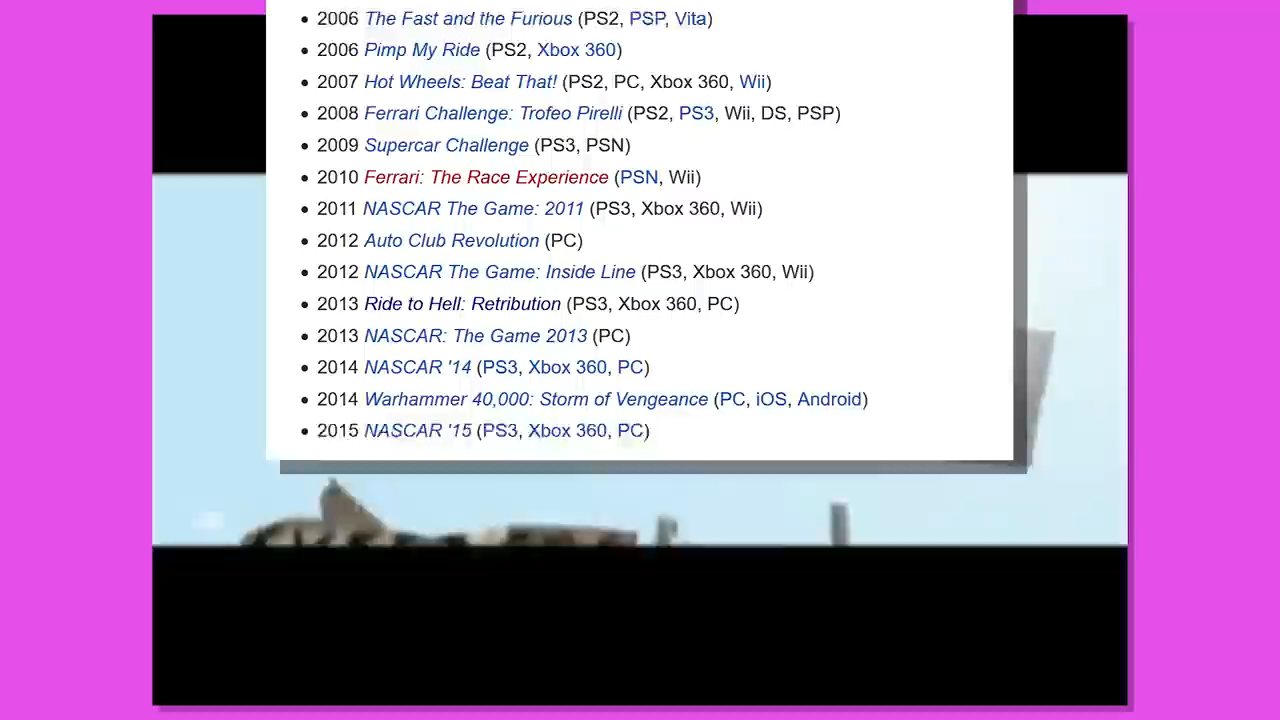 2006 The Fast and the Furious (PS2, PSP, Vita)
2006 Pimp My Ride (PS2, Xbox 360)
2007 Hot Wheels: Beat That! (PS2, PC, Xbox 360, Wii)
2008 Ferrari Challenge: Trofeo Pirelli (PS2, PS3, Wii, DS, PSP)
2009 Supercar Challenge (PS3, PSN)
2010 Ferrari: The Race Experience (PSN, Wii)
2011 NASCAR The Game: 2011 (PS3, Xbox 360, Wii)
2012 Auto Club Revolution (PC)
2012 NASCAR The Game: Inside Line (PS3, Xbox 360, Wii)
2013 Ride to Hell: Retribution (PS3, Xbox 360, PC)
2013 NASCAR: The Game 2013 (PC)
2014 NASCAR '14 (PS3, Xbox 360, PC)
2014 Warhammer 40,000: Storm of Vengeance (PC, iOS, Android)
2015 NASCAR '15 (PS3, Xbox 360, PC)